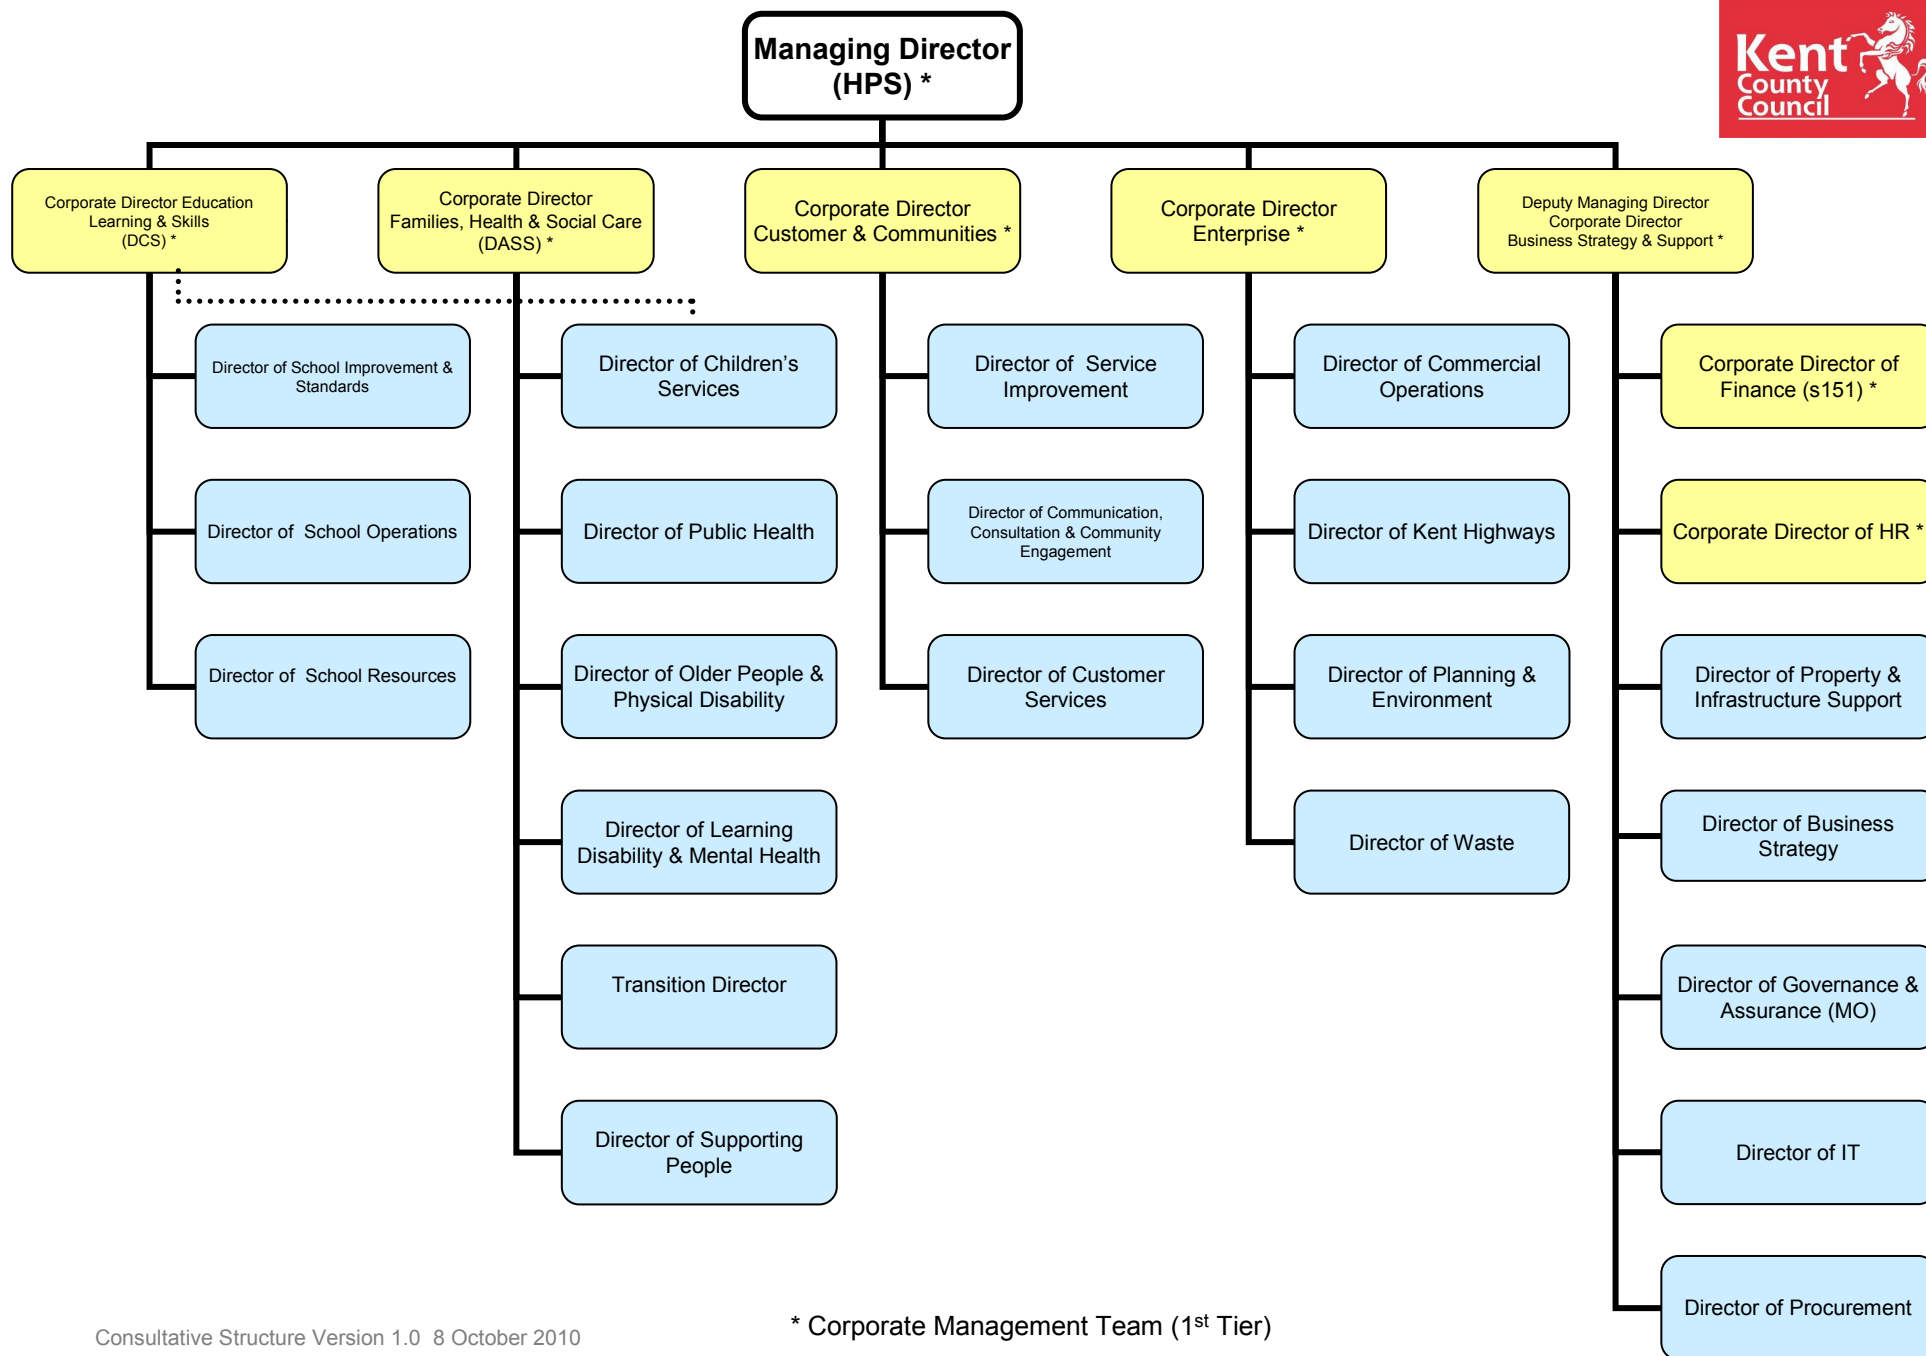 Managing Director
(HPS) *
Kent
County
Council
Corporate Director Education
Learning & Skills
(DCS) *
Corporate Director
Families, Health & Social Care
(DASS) *
Corporate Director
Customer & Communities *
Corporate Director
Enterprise *
Deputy Managing Director
Corporate Director
Business Strategy & Support *
Director of School Improvement &
Standards
Director of  School Operations
Director of  School Resources
Director of Children’s
Services
Director of Public Health
Director of Older People &
Physical Disability
Director of Learning
Disability & Mental Health
Transition Director
Director of Supporting
People
Director of  Service
Improvement
Director of Communication,
Consultation & Community
Engagement
Director of Customer
Services
Director of Commercial
Operations
Director of Kent Highways
Director of Planning &
Environment
Director of Waste
Corporate Director of
Finance (s151) *
Corporate Director of HR *
Director of Property &
Infrastructure Support
Director of Business
Strategy
Director of Governance &
Assurance (MO)
Director of IT
Director of Procurement
Consultative Structure Version 1.0  8 October 2010
* Corporate Management Team (1st Tier)